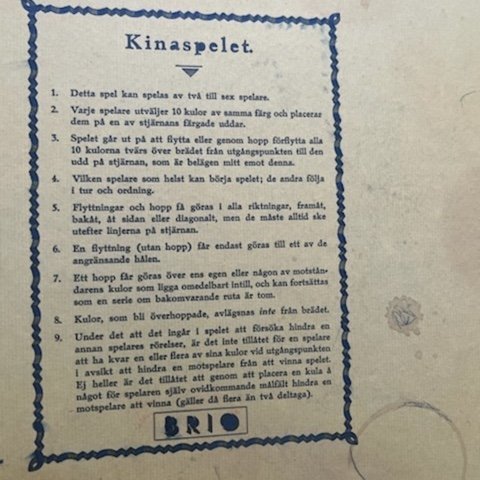 Kinaspelet.
1. Detta spel kan spelas av två till sex spelare.
2. Varje spelare utväljer 10 kulor av samma färg och placerar
dem på en av stjärnans färgade uddar.
3. Spelet går ut på att flytta eller genom hopp förflytta alla
10 kulorna tvärs över brädet från utgångspunkten till den
udd på stjärnan, som är belägen mitt emot denna.
4. Vilken spelare som helst kan börja spelet; de andra följa
i tur och ordning.
5. Flyttningar och hopp få göras i alla riktningar, framåt,
bakåt, åt sidan eller diagonalt, men de måste alltid ske
utefter linjerna på stjärnan.
6. En flyttning (utan hopp) får endast göras till ett av de
angränsande hålen.
7. Ett hopp får göras över ens egen eller någon av motstån-
darens kulor som ligga omedelbart intill, och kan fortsättas
som en serie om bakomvarande ruta är tom.
8. Kulor, som bli överhoppade, avlägsnas inte från brädet.
9. Under det att det ingår i spelet att försöka hindra en
annan spelares rörelser, är det inte tillåtet för en spelare
att ha kvar en eller flera av sina kulor vid utgångspunkten
i avsikt att hindra en motspelare från att vinna spelet.
Ej heller är det tillåtet att genom att placera en kula å
något för spelaren själv ovidkommande målfält hindra en
motspelare att vinna (gäller då flera än två deltaga).
BRIO